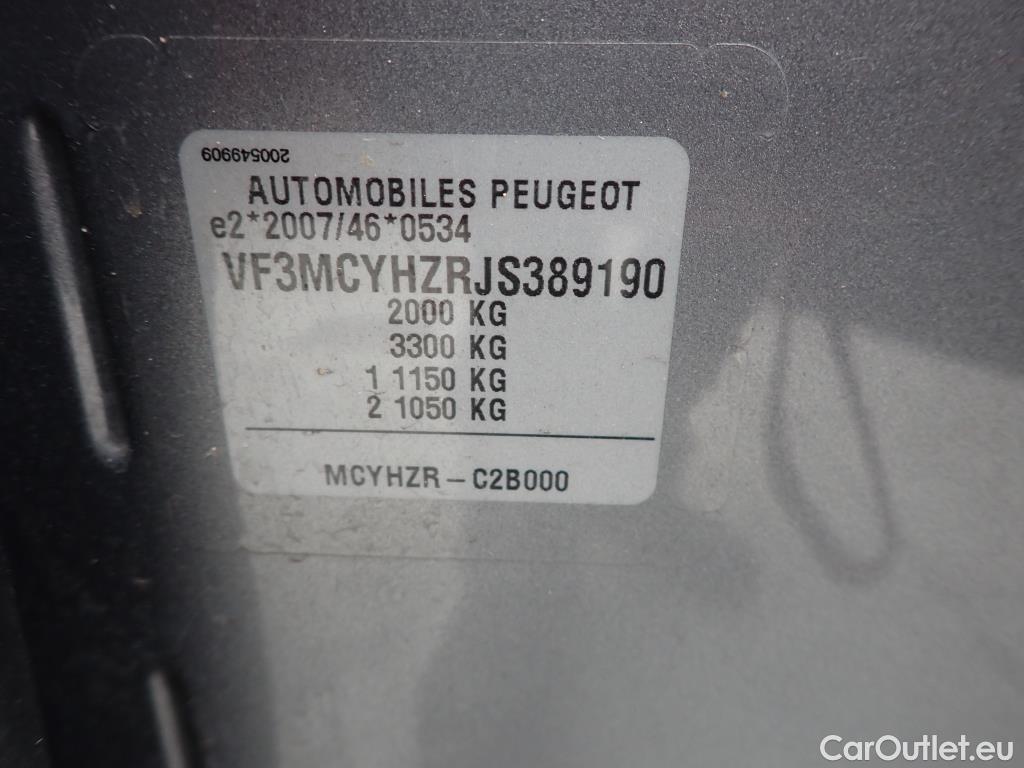 200549909
AUTOMOBILES PEUGEOT
e2*2007/46*0534
VF3MCYHZRJS389190
2000 KG
3300 KG
1 1150 KG
2 1050 KG
MCYHZR – C2B000
CarOutlet.eu